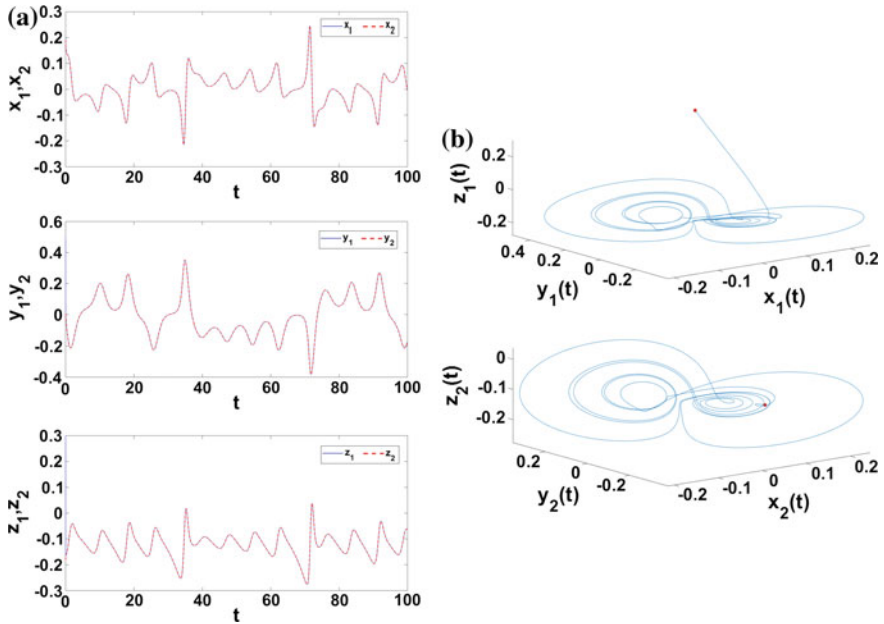 (a)
x₁ x₂
0.3
0.2
0.1
0
-0.1
-0.2
-0.3
x₁,x₂
0 20 40 60 80 100
t
y₁ y₂
0.6
0.4
0.2
0
-0.2
-0.4
y₁,y₂
0 20 40 60 80 100
t
z₁ z₂
0.3
0.2
0.1
0
-0.1
-0.2
-0.3
z₁,z₂
0 20 40 60 80 100
t
(b)
0.2
0
-0.2
z₁(t)
0.4 0.2 0 -0.2
y₁(t)
-0.2 -0.1 0 0.1 0.2
x₁(t)
0
-0.1
-0.2
z₂(t)
0.2 0 -0.2
y₂(t)
-0.2 -0.1 0 0.1 0.2
x₂(t)